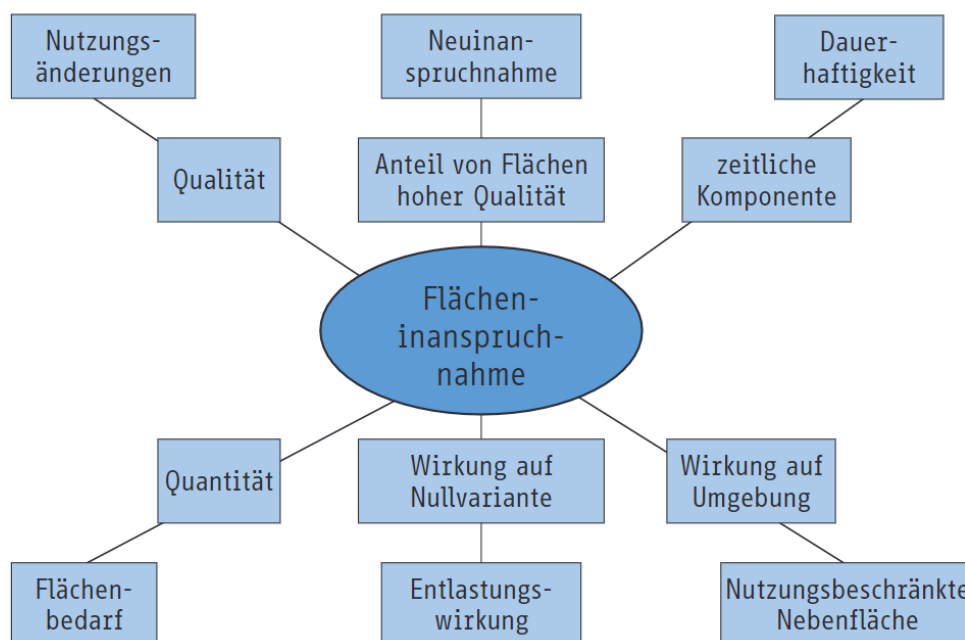 Nutzungs-
änderungen
Neuinan-
spruchnahme
Dauer-
haftigkeit
Qualität
Anteil von Flächen
hoher Qualität
zeitliche
Komponente
Flächen-
inanspruch-
nahme
Quantität
Wirkung auf
Nullvariante
Wirkung auf
Umgebung
Flächen-
bedarf
Entlastungs-
wirkung
Nutzungsbeschränkte
Nebenfläche